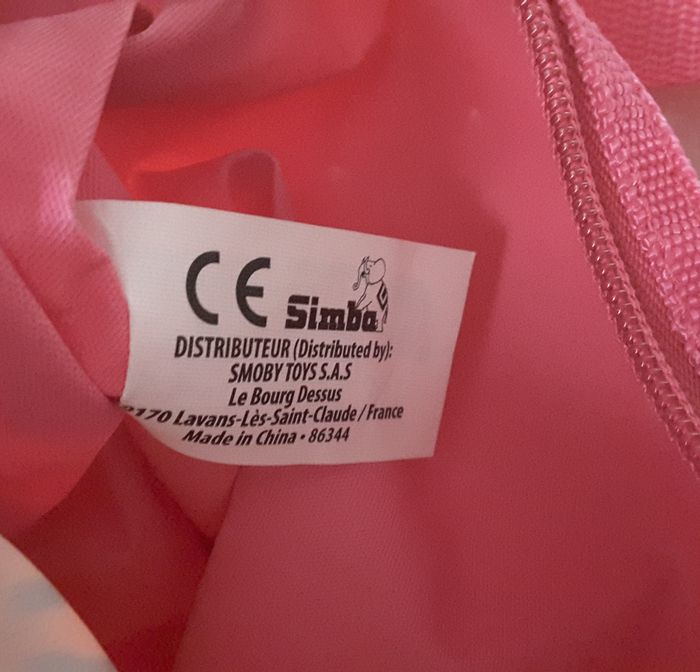 CE Simba
DISTRIBUTEUR (Distributed by):
SMOBY TOYS S.A.S
Le Bourg Dessus
Lavans-Lès-Saint-Claude / France
Made in China • 86344